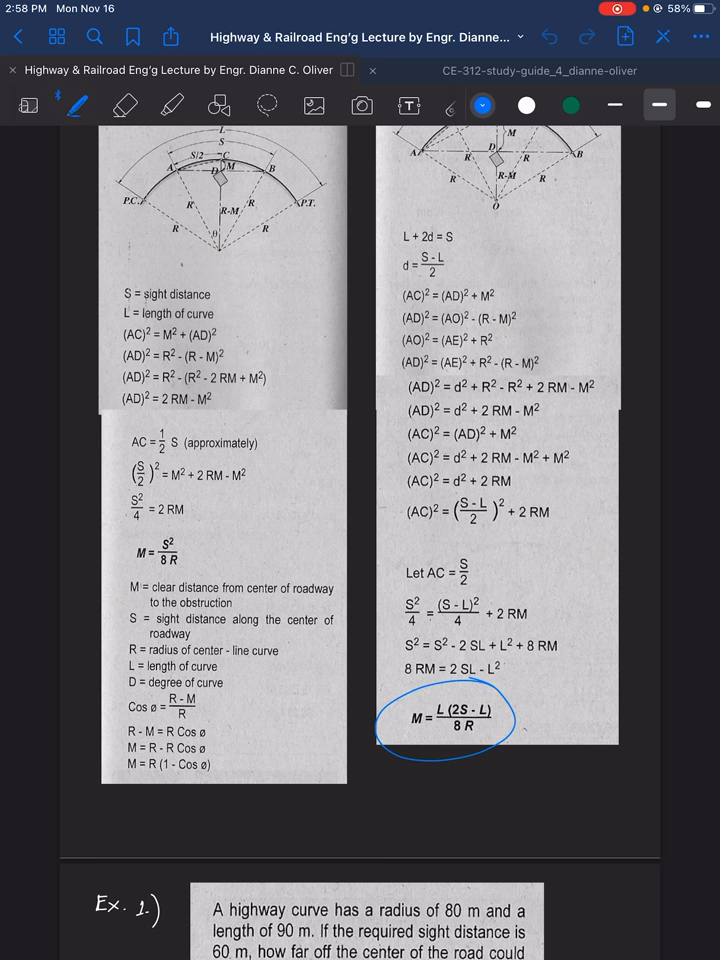 2:58 PM Mon Nov 16
58%
Highway & Railroad Eng'g Lecture by Engr. Dianne...
Highway & Railroad Eng'g Lecture by Engr. Dianne C. Oliver
CE-312-study-guide_4_dianne-oliver
T
L
S
S/2 C
A D M B
P.C. R R-M R P.T.
R θ R
S = sight distance
L = length of curve
(AC)² = M² + (AD)²
(AD)² = R² - (R - M)²
(AD)² = R² - (R² - 2 RM + M²)
(AD)² = 2 RM - M²
AC = 1/2 S (approximately)
(S/2)² = M² + 2 RM - M²
S²/4 = 2 RM
M = S²/8 R
M = clear distance from center of roadway
to the obstruction
S = sight distance along the center of
roadway
R = radius of center - line curve
L = length of curve
D = degree of curve
Cos ø = R - M/R
R - M = R Cos ø
M = R - R Cos ø
M = R (1 - Cos ø)
M
A D B
R R
R R-M R
O
L + 2d = S
d = S - L/2
(AC)² = (AD)² + M²
(AD)² = (AO)² - (R - M)²
(AO)² = (AE)² + R²
(AD)² = (AE)² + R² - (R - M)²
(AD)² = d² + R² - R² + 2 RM - M²
(AD)² = d² + 2 RM - M²
(AC)² = (AD)² + M²
(AC)² = d² + 2 RM - M² + M²
(AC)² = d² + 2 RM
(AC)² = (S - L/2)² + 2 RM
Let AC = S/2
S²/4 = (S - L)²/4 + 2 RM
S² = S² - 2 SL + L² + 8 RM
8 RM = 2 SL - L²
M = L (2S - L)/8 R
Ex. 1.)
A highway curve has a radius of 80 m and a
length of 90 m. If the required sight distance is
60 m, how far off the center of the road could